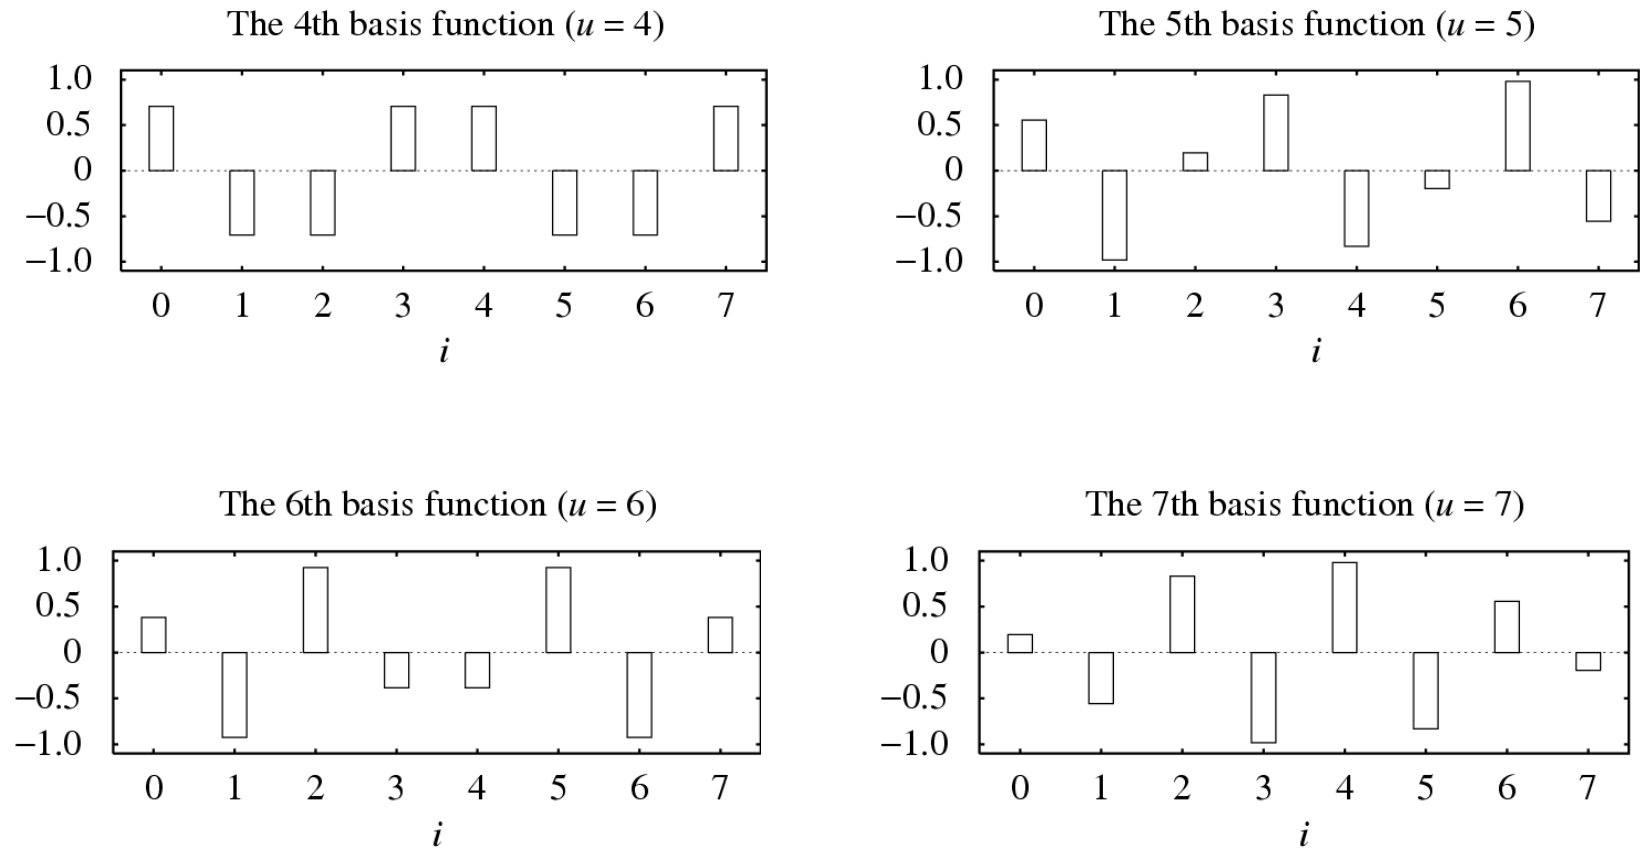 The 4th basis function (u = 4)
1.0
0.5
0
−0.5
−1.0
0 1 2 3 4 5 6 7
i
The 5th basis function (u = 5)
1.0
0.5
0
−0.5
−1.0
0 1 2 3 4 5 6 7
i
The 6th basis function (u = 6)
1.0
0.5
0
−0.5
−1.0
0 1 2 3 4 5 6 7
i
The 7th basis function (u = 7)
1.0
0.5
0
−0.5
−1.0
0 1 2 3 4 5 6 7
i